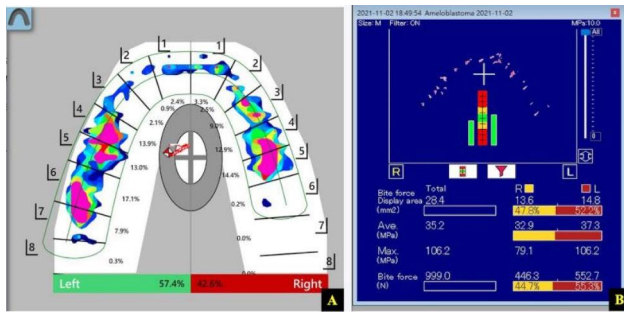 1 1
2 2
3 3
4 4
5 5
6 6
7 7
8 8
2.4% 3.3%
0.9% 2.5%
2.1% 9.0%
13.9% 12.9%
13.0% 14.4%
17.1% 0.2%
7.9% 0.0%
0.3% 0.0%
Left 57.4% 42.6% Right
A
2021-11-02 18:49:54 Ameloblastoma 2021-11-02
Size: M Filter: ON MPa:10.0
All
R L
Bite force Total R L
Display area 28.4 13.6 14.8
(mm2) 47.8% 52.2%
Ave. 35.2 32.9 37.3
(MPa)
Max. 106.2 79.1 106.2
(MPa)
Bite force 999.0 446.3 552.7
(N) 44.7% 55.3%
B